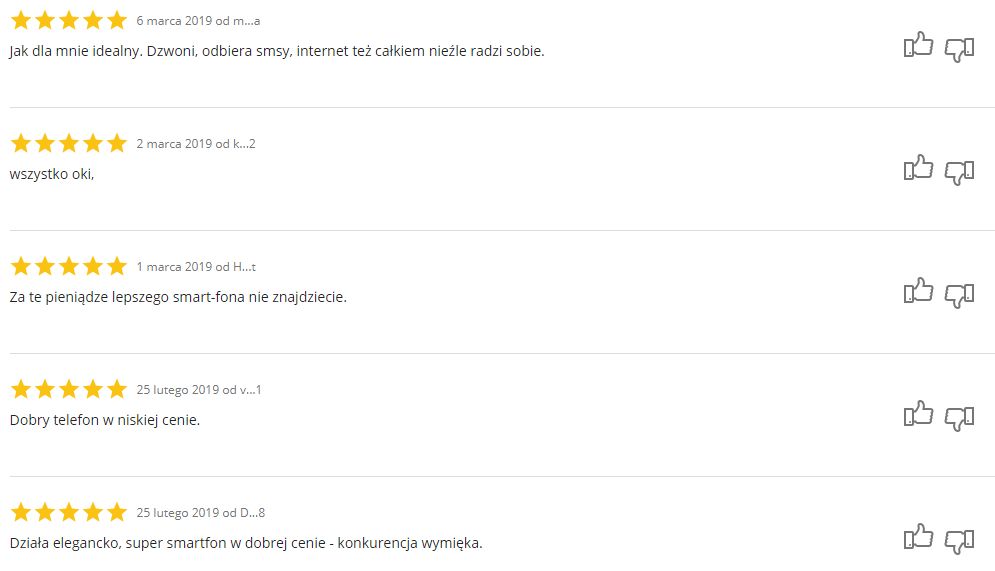 6 marca 2019 od m...a
Jak dla mnie idealny. Dzwoni, odbiera smsy, internet też całkiem nieźle radzi sobie.
2 marca 2019 od k...2
wszystko oki,
1 marca 2019 od H...t
Za te pieniądze lepszego smart-fona nie znajdziecie.
25 lutego 2019 od v...1
Dobry telefon w niskiej cenie.
25 lutego 2019 od D...8
Działa elegancko, super smartfon w dobrej cenie - konkurencja wymięka.